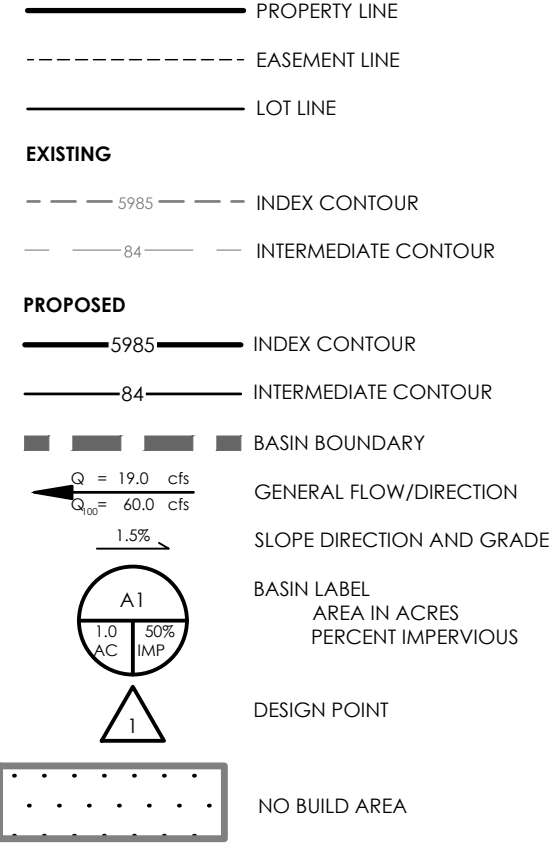 PROPERTY LINE
EASEMENT LINE
LOT LINE
EXISTING
5985 INDEX CONTOUR
84 INTERMEDIATE CONTOUR
PROPOSED
5985 INDEX CONTOUR
84 INTERMEDIATE CONTOUR
BASIN BOUNDARY
Q = 19.0 cfs
Q100= 60.0 cfs
GENERAL FLOW/DIRECTION
1.5%
SLOPE DIRECTION AND GRADE
A1
1.0 50%
AC IMP
BASIN LABEL
AREA IN ACRES
PERCENT IMPERVIOUS
1
DESIGN POINT
NO BUILD AREA